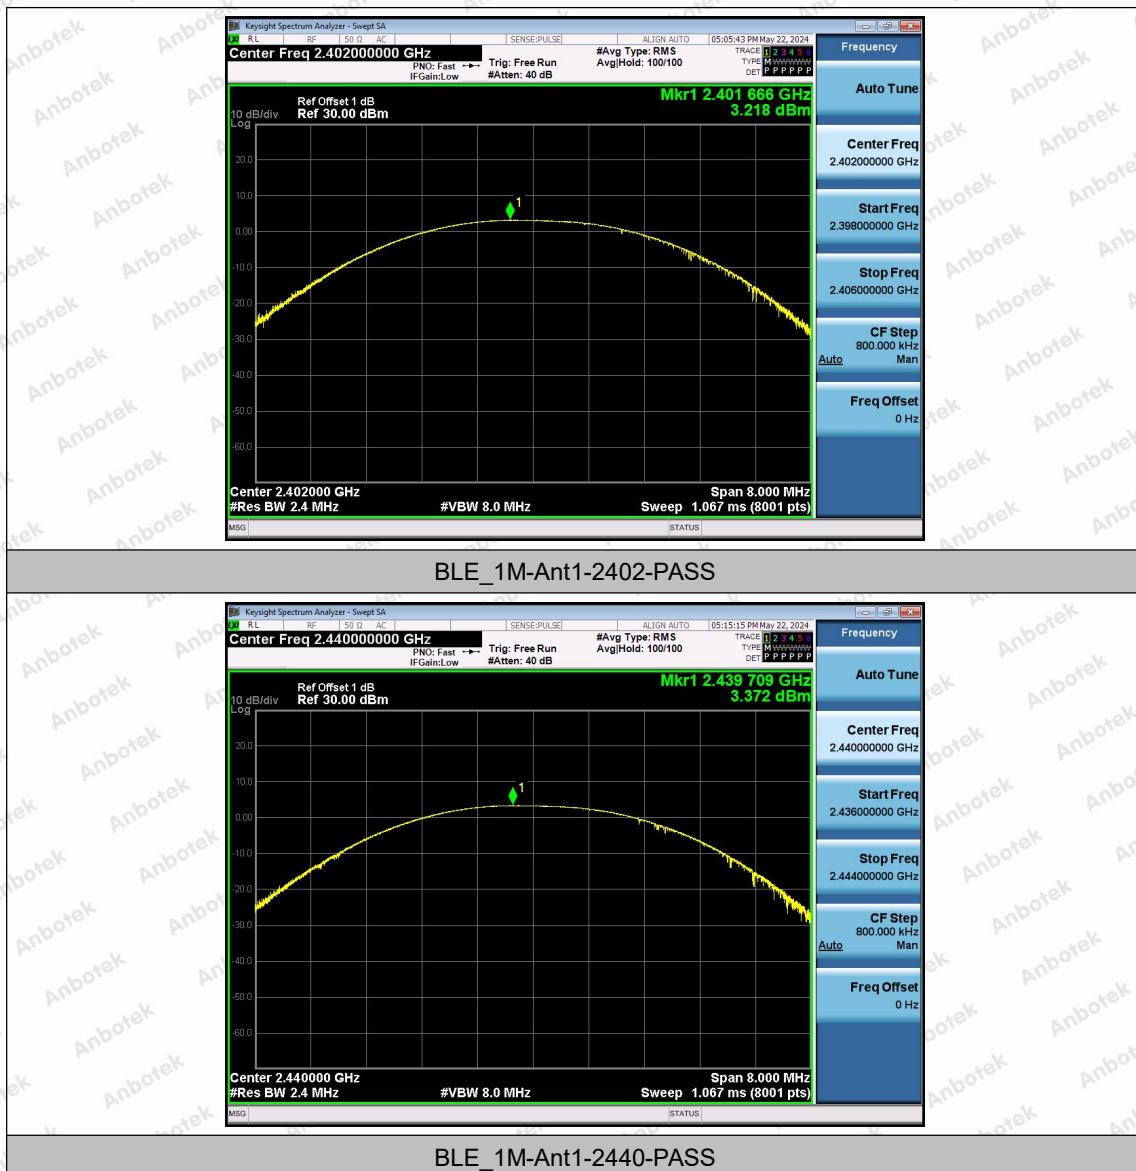 Keysight Spectrum Analyzer - Swept SA
RL RF 50 Ω AC SENSE:PULSE ALIGN AUTO 05:05:43 PM May 22, 2024
Center Freq 2.402000000 GHz
PNO: Fast
IFGain:Low
Trig: Free Run
#Atten: 40 dB
#Avg Type: RMS
Avg|Hold: 100/100
TRACE 1 2 3 4 5 6
TYPE M WWWWW
DET P P P P P P
Mkr1 2.401 666 GHz
3.218 dBm
Ref Offset 1 dB
10 dB/div Ref 30.00 dBm
Log
20.0
10.0
0.00
-10.0
-20.0
-30.0
-40.0
-50.0
-60.0
1
Center 2.402000 GHz Span 8.000 MHz
#Res BW 2.4 MHz #VBW 8.0 MHz Sweep 1.067 ms (8001 pts)
MSG STATUS
Frequency
Auto Tune
Center Freq
2.402000000 GHz
Start Freq
2.398000000 GHz
Stop Freq
2.406000000 GHz
CF Step
800.000 kHz
Auto Man
Freq Offset
0 Hz
BLE_1M-Ant1-2402-PASS
Keysight Spectrum Analyzer - Swept SA
RL RF 50 Ω AC SENSE:PULSE ALIGN AUTO 05:15:15 PM May 22, 2024
Center Freq 2.440000000 GHz
PNO: Fast
IFGain:Low
Trig: Free Run
#Atten: 40 dB
#Avg Type: RMS
Avg|Hold: 100/100
TRACE 1 2 3 4 5 6
TYPE M WWWWW
DET P P P P P P
Mkr1 2.439 709 GHz
3.372 dBm
Ref Offset 1 dB
10 dB/div Ref 30.00 dBm
Log
20.0
10.0
0.00
-10.0
-20.0
-30.0
-40.0
-50.0
-60.0
1
Center 2.440000 GHz Span 8.000 MHz
#Res BW 2.4 MHz #VBW 8.0 MHz Sweep 1.067 ms (8001 pts)
MSG STATUS
Frequency
Auto Tune
Center Freq
2.440000000 GHz
Start Freq
2.436000000 GHz
Stop Freq
2.444000000 GHz
CF Step
800.000 kHz
Auto Man
Freq Offset
0 Hz
BLE_1M-Ant1-2440-PASS
Anbotek